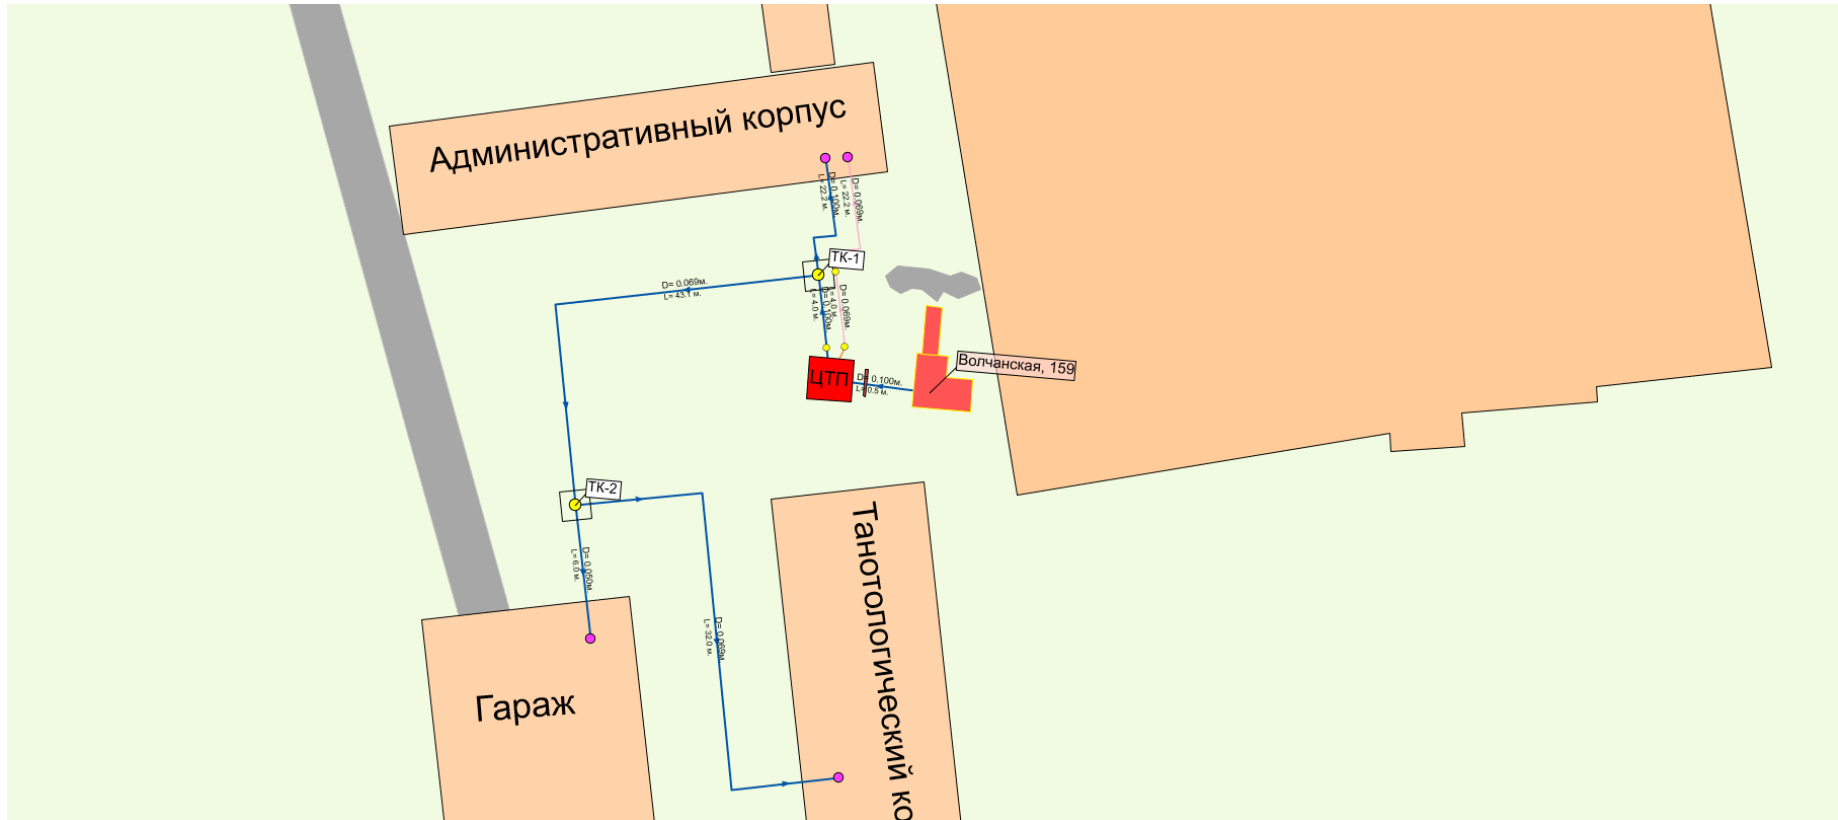 Административный корпус
D= 0.100м.
L= 22.2 м.
D= 0.069м.
L= 22.2 м.
ТК-1
D= 0.069м.
L= 43.1 м.
D= 0.100м.
L= 4.0 м.
D= 0.069м.
L= 4.0 м.
Волчанская, 159
ЦТП
D= 0.100м.
L= 0.5 м.
ТК-2
D= 0.050м.
L= 6.0 м.
D= 0.069м.
L= 32.0 м.
Танотологический ко
Гараж